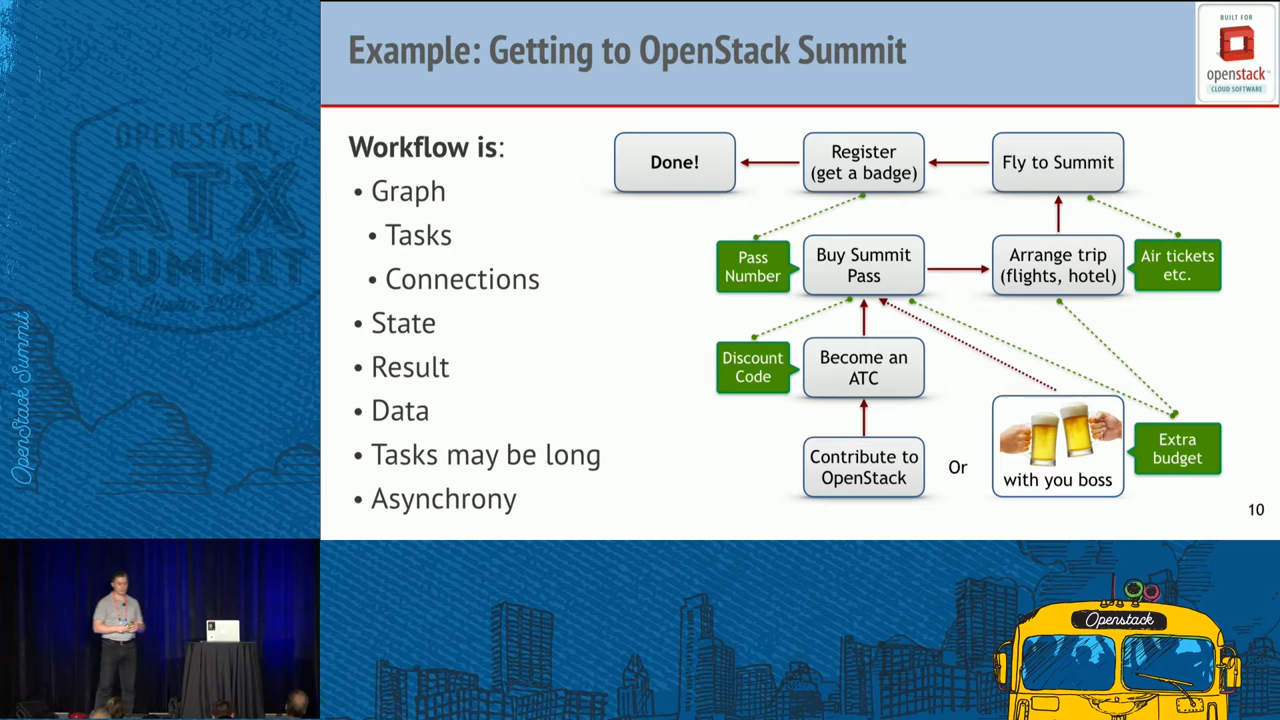 Example: Getting to OpenStack Summit
BUILT FOR
openstack
CLOUD SOFTWARE
OPENSTACK
ATX
SUMMIT
OpenStack Summit
Workflow is:
• Graph
• Tasks
• Connections
• State
• Result
• Data
• Tasks may be long
• Asynchrony
Done!
Register
(get a badge)
Fly to Summit
Pass
Number
Buy Summit
Pass
Arrange trip
(flights, hotel)
Air tickets
etc.
Discount
Code
Become an
ATC
Contribute to
OpenStack
Or
with you boss
Extra
budget
10
Openstack